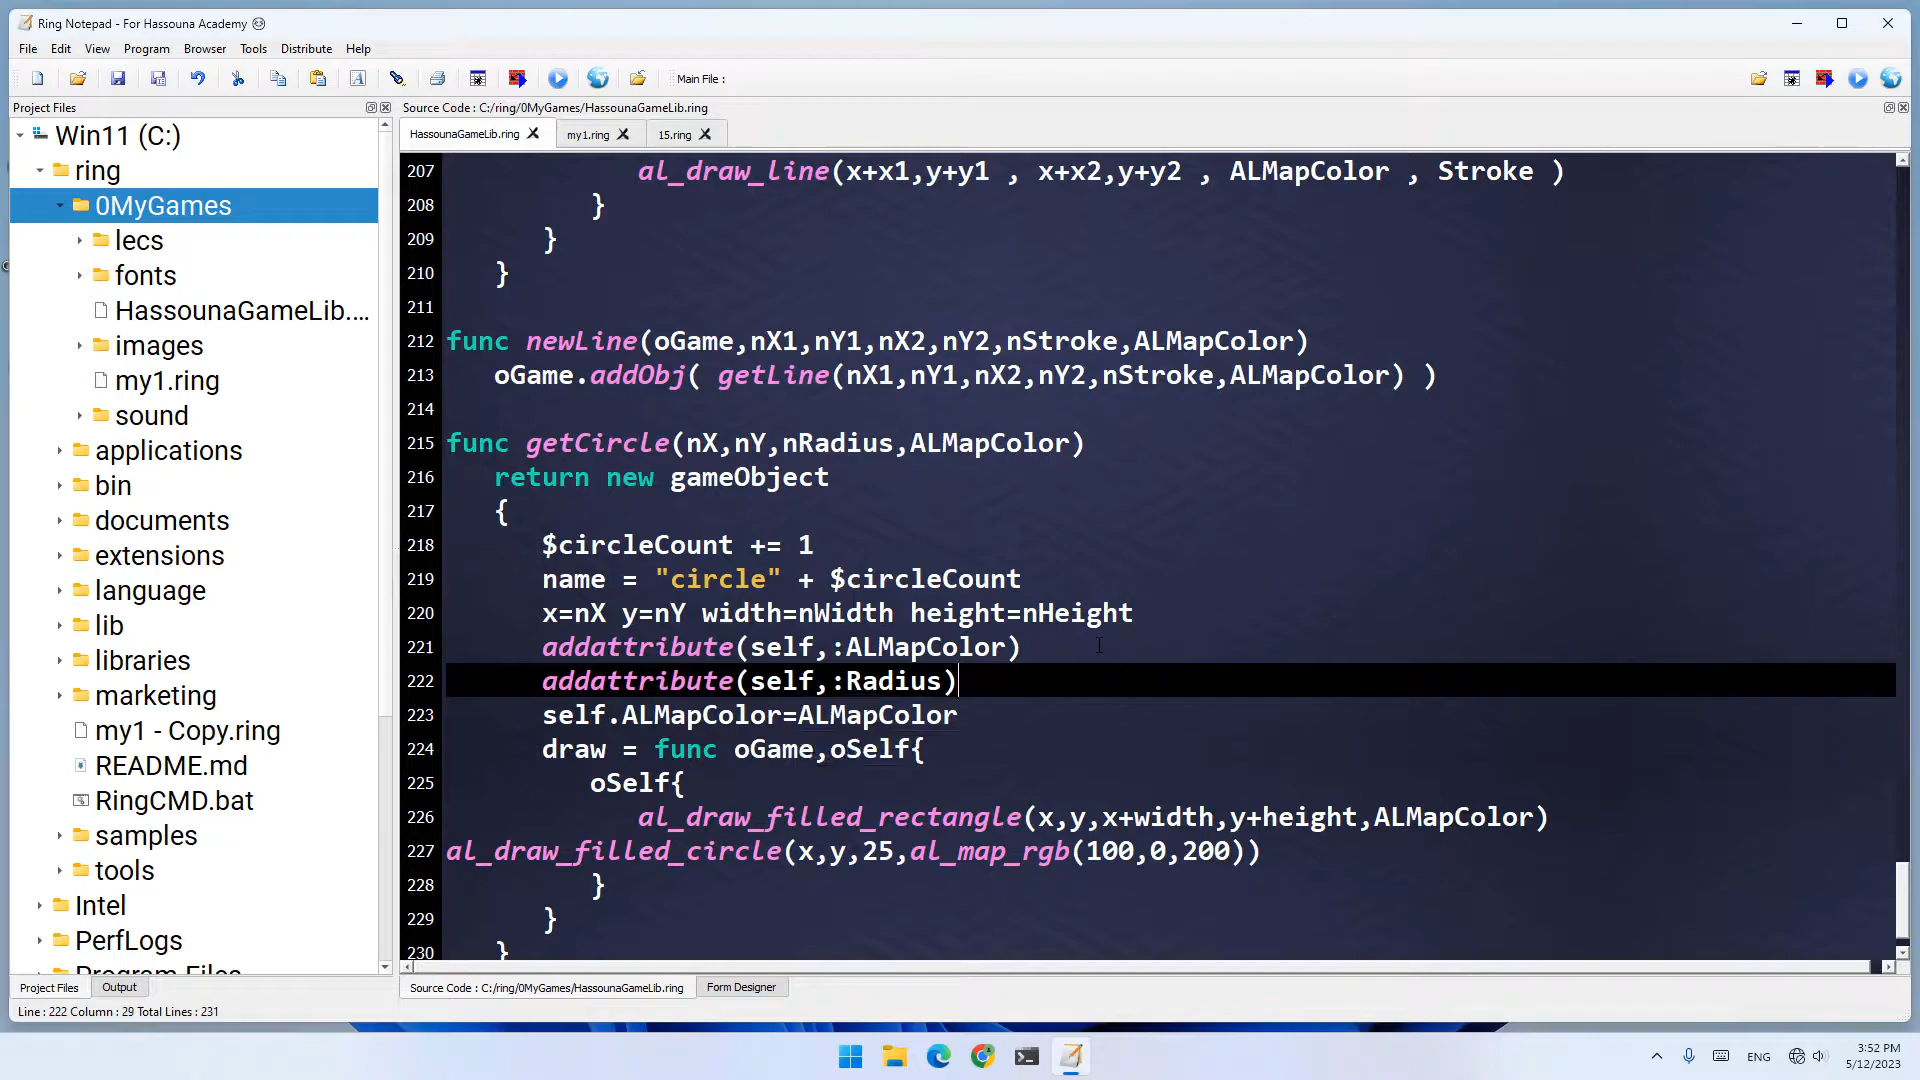 Ring Notepad - For Hassouna Academy
File Edit View Program Browser Tools Distribute Help
Main File :
Project Files
Source Code : C:/ring/0MyGames/HassounaGameLib.ring
HassounaGameLib.ring my1.ring 15.ring
Win11 (C:)
ring
0MyGames
lecs
fonts
HassounaGameLib....
images
my1.ring
sound
applications
bin
documents
extensions
language
lib
libraries
marketing
my1 - Copy.ring
README.md
RingCMD.bat
samples
tools
Intel
PerfLogs
Program Files
207 al_draw_line(x+x1,y+y1 , x+x2,y+y2 , ALMapColor , Stroke )
208 }
209 }
210 }
211
212 func newLine(oGame,nX1,nY1,nX2,nY2,nStroke,ALMapColor)
213 oGame.addObj( getLine(nX1,nY1,nX2,nY2,nStroke,ALMapColor) )
214
215 func getCircle(nX,nY,nRadius,ALMapColor)
216 return new gameObject
217 {
218 $circleCount += 1
219 name = "circle" + $circleCount
220 x=nX y=nY width=nWidth height=nHeight
221 addattribute(self,:ALMapColor)
222 addattribute(self,:Radius)
223 self.ALMapColor=ALMapColor
224 draw = func oGame,oSelf{
225 oSelf{
226 al_draw_filled_rectangle(x,y,x+width,y+height,ALMapColor)
227 al_draw_filled_circle(x,y,25,al_map_rgb(100,0,200))
228 }
229 }
230 }
Project Files Output
Source Code : C:/ring/0MyGames/HassounaGameLib.ring Form Designer
Line : 222 Column : 29 Total Lines : 231
ENG
3:52 PM
5/12/2023